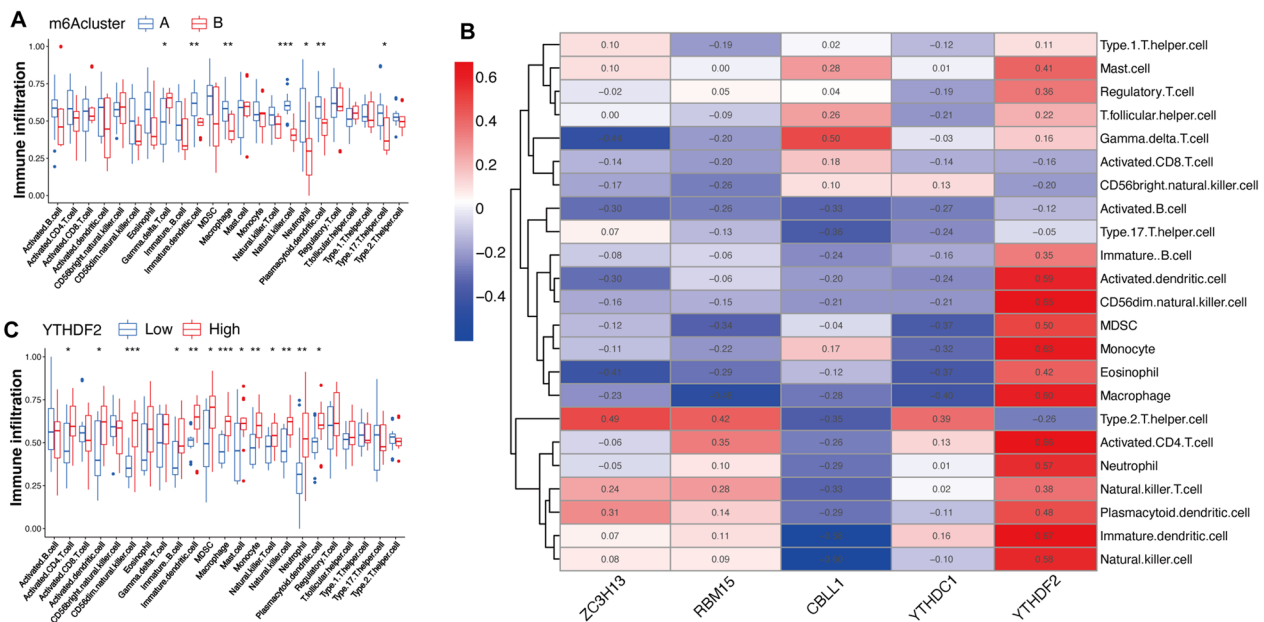 A
m6Acluster A B
Immune infiltration
1.00
0.75
0.50
0.25
0.00
* ** ** *** * ** *
Activated.B.cell
Activated.CD4.T.cell
Activated.CD8.T.cell
Activated.dendritic.cell
CD56bright.natural.killer.cell
CD56dim.natural.killer.cell
Eosinophil
Gamma.delta.T.cell
Immature..B.cell
Immature.dendritic.cell
MDSC
Macrophage
Mast.cell
Monocyte
Natural.killer.T.cell
Natural.killer.cell
Neutrophil
Plasmacytoid.dendritic.cell
Regulatory.T.cell
T.follicular.helper.cell
Type.1.T.helper.cell
Type.17.T.helper.cell
Type.2.T.helper.cell
B
0.6
0.4
0.2
0
−0.2
−0.4
0.10 −0.19 0.02 −0.12 0.11 Type.1.T.helper.cell
0.10 0.00 0.28 0.01 0.41 Mast.cell
−0.02 0.05 0.04 −0.19 0.36 Regulatory.T.cell
0.00 −0.09 0.26 −0.21 0.22 T.follicular.helper.cell
−0.20 0.50 −0.03 0.16 Gamma.delta.T.cell
−0.14 −0.20 0.18 −0.14 −0.16 Activated.CD8.T.cell
−0.17 −0.26 0.10 0.13 −0.20 CD56bright.natural.killer.cell
−0.30 −0.26 −0.33 −0.27 −0.12 Activated.B.cell
0.07 −0.13 −0.24 −0.05 Type.17.T.helper.cell
−0.08 −0.06 −0.24 −0.16 0.35 Immature..B.cell
−0.30 −0.06 −0.20 −0.24 0.59 Activated.dendritic.cell
−0.16 −0.15 −0.21 −0.21 CD56dim.natural.killer.cell
−0.12 −0.34 −0.04 −0.37 0.50 MDSC
−0.11 −0.22 0.17 −0.32 Monocyte
−0.29 −0.12 0.42 Eosinophil
−0.23 −0.28 Macrophage
0.49 0.42 0.39 −0.26 Type.2.T.helper.cell
−0.06 0.35 −0.26 0.13 Activated.CD4.T.cell
−0.05 0.10 −0.29 0.01 0.57 Neutrophil
0.24 0.28 −0.33 0.02 0.38 Natural.killer.T.cell
0.31 0.14 −0.29 −0.11 0.48 Plasmacytoid.dendritic.cell
0.07 0.11 0.16 Immature.dendritic.cell
0.08 0.09 −0.10 Natural.killer.cell
ZC3H13
RBM15
CBLL1
YTHDC1
YTHDF2
C
YTHDF2 Low High
Immune infiltration
1.00
0.75
0.50
0.25
0.00
* * *** * ** * *** * ** * ** ** *
Activated.B.cell
Activated.CD4.T.cell
Activated.CD8.T.cell
Activated.dendritic.cell
CD56bright.natural.killer.cell
CD56dim.natural.killer.cell
Eosinophil
Gamma.delta.T.cell
Immature..B.cell
Immature.dendritic.cell
MDSC
Macrophage
Mast.cell
Monocyte
Natural.killer.T.cell
Natural.killer.cell
Neutrophil
Plasmacytoid.dendritic.cell
Regulatory.T.cell
T.follicular.helper.cell
Type.1.T.helper.cell
Type.17.T.helper.cell
Type.2.T.helper.cell